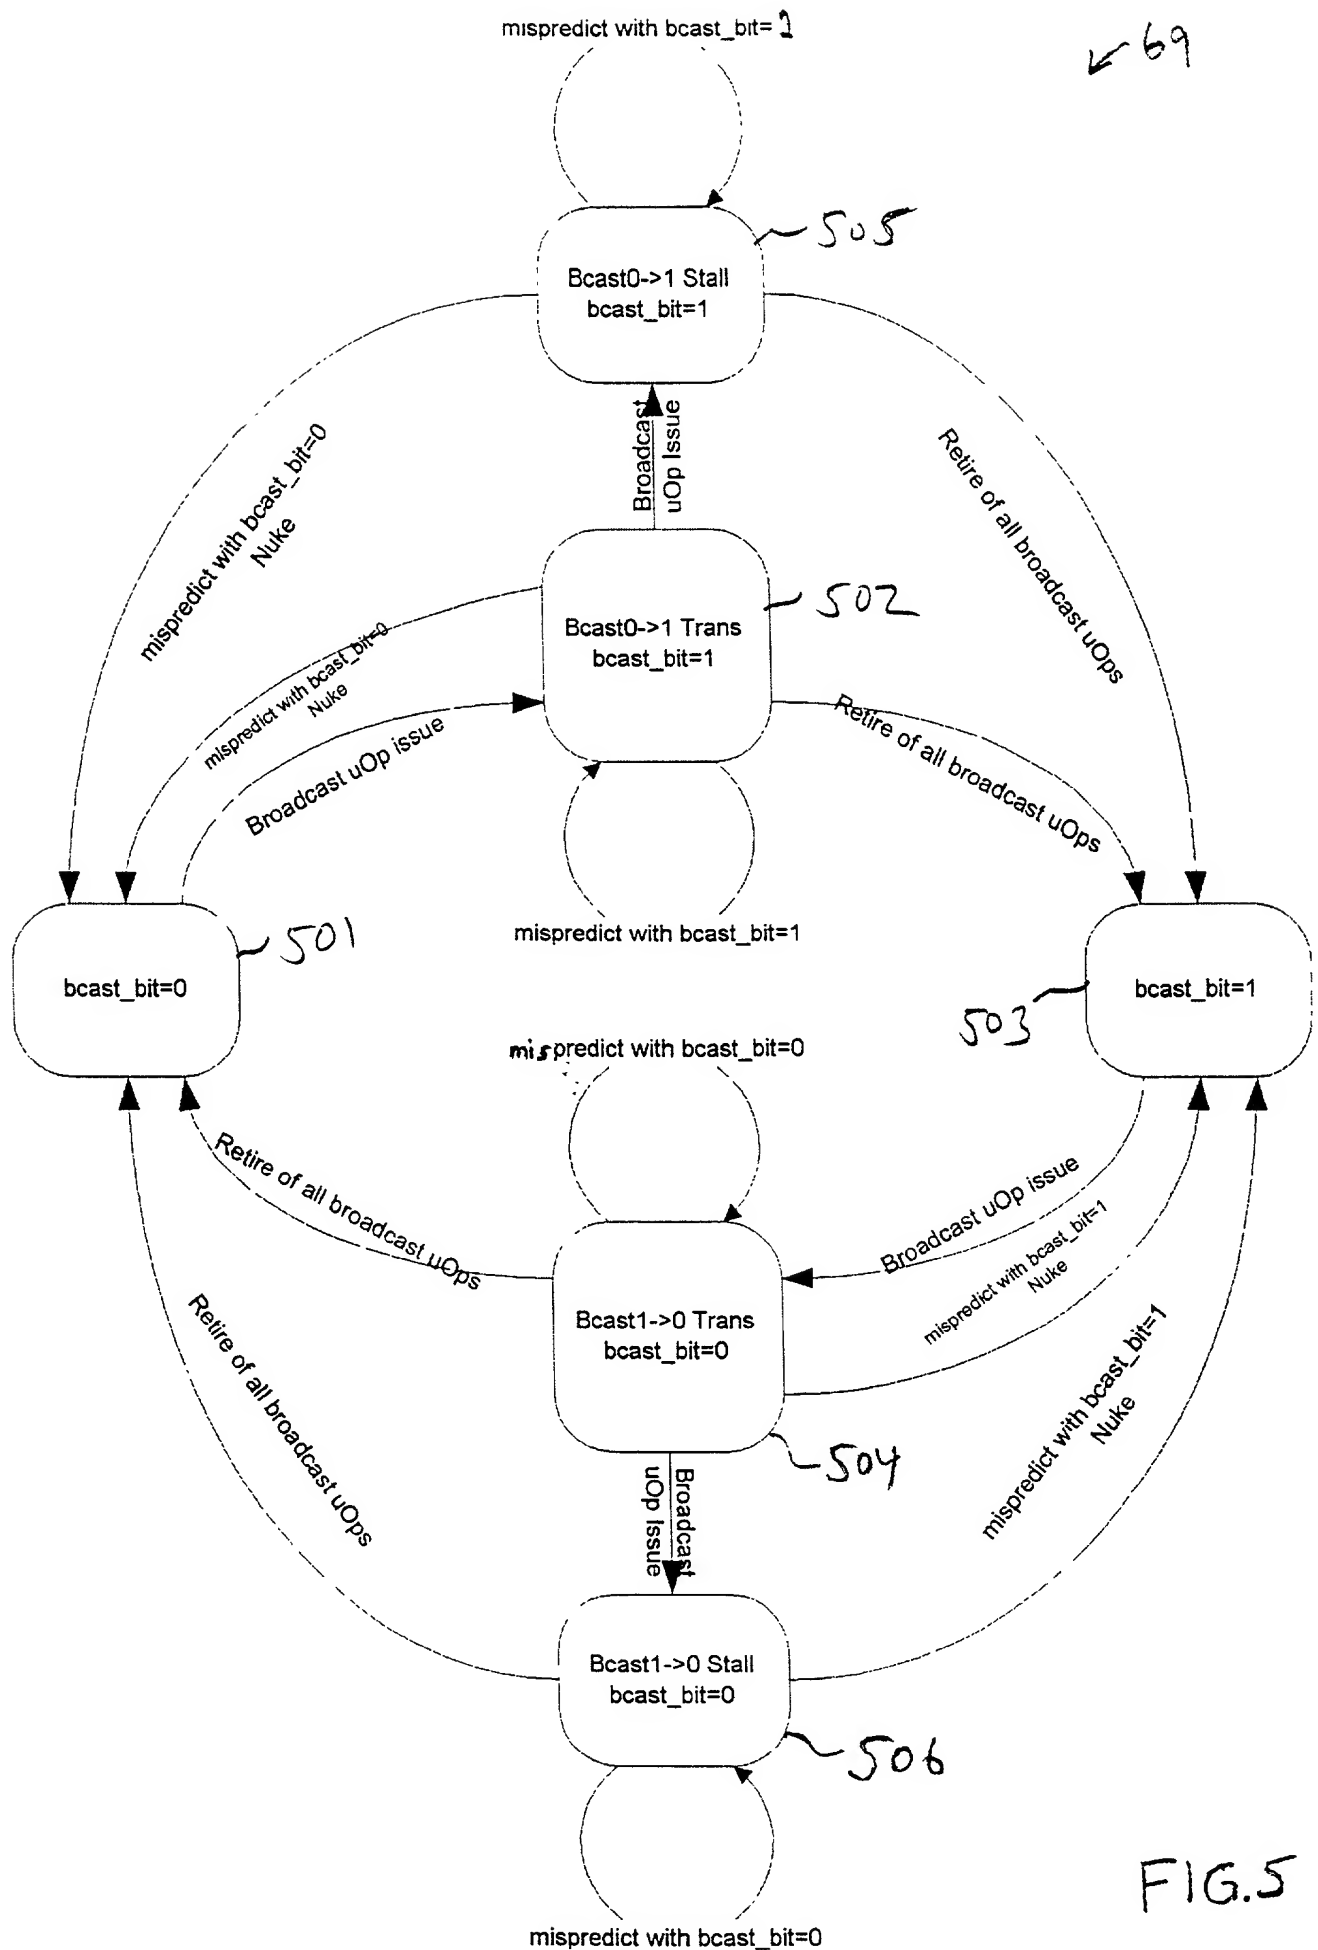 mispredict with bcast_bit=1
69
505
Bcast0->1 Stall
bcast_bit=1
mispredict with bcast_bit=0
Nuke
Broadcast
uOp Issue
Retire of all broadcast uOps
502
Bcast0->1 Trans
bcast_bit=1
mispredict with bcast_bit=0
Nuke
Broadcast uOp issue
Retire of all broadcast uOps
mispredict with bcast_bit=1
501
bcast_bit=0
503
bcast_bit=1
mispredict with bcast_bit=0
Retire of all broadcast uOps
Broadcast uOp issue
mispredict with bcast_bit=1
Nuke
Bcast1->0 Trans
bcast_bit=0
504
Retire of all broadcast uOps
Broadcast
uOp Issue
mispredict with bcast_bit=1
Nuke
Bcast1->0 Stall
bcast_bit=0
506
mispredict with bcast_bit=0
FIG.5